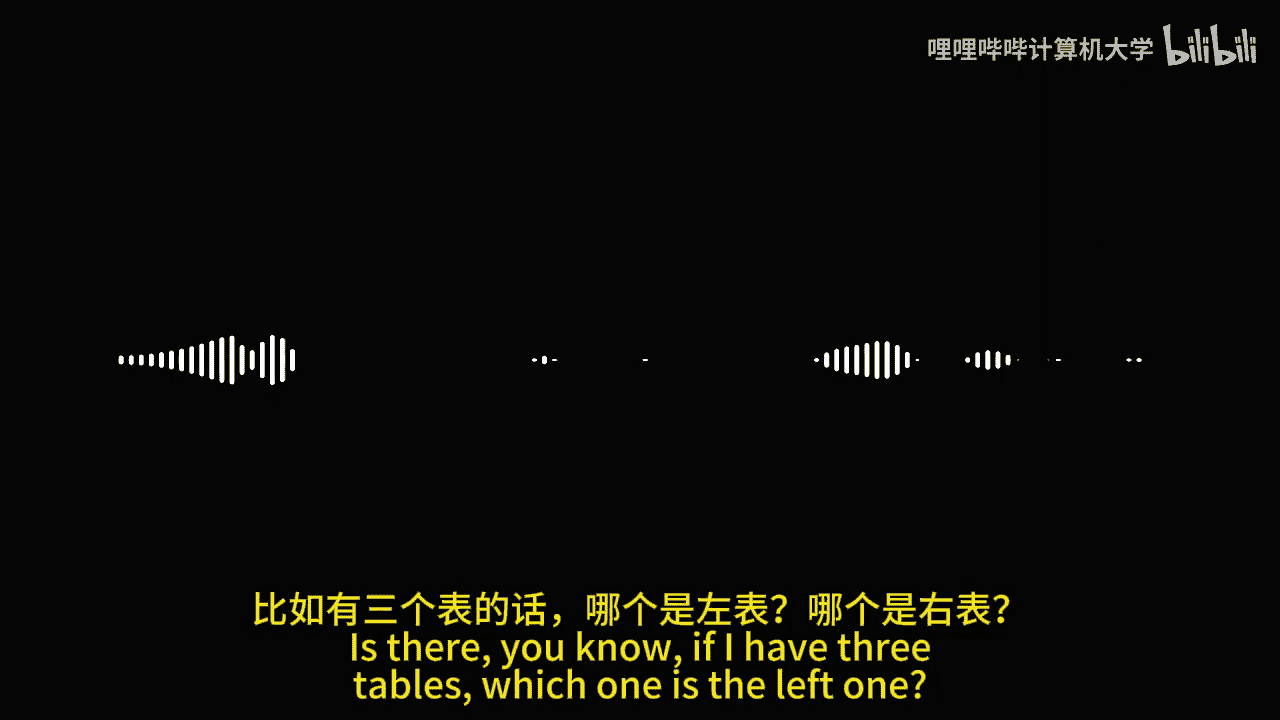 哩哩哔哔计算机大学 bilibili
比如有三个表的话，哪个是左表？哪个是右表？
Is there, you know, if I have three
tables, which one is the left one?